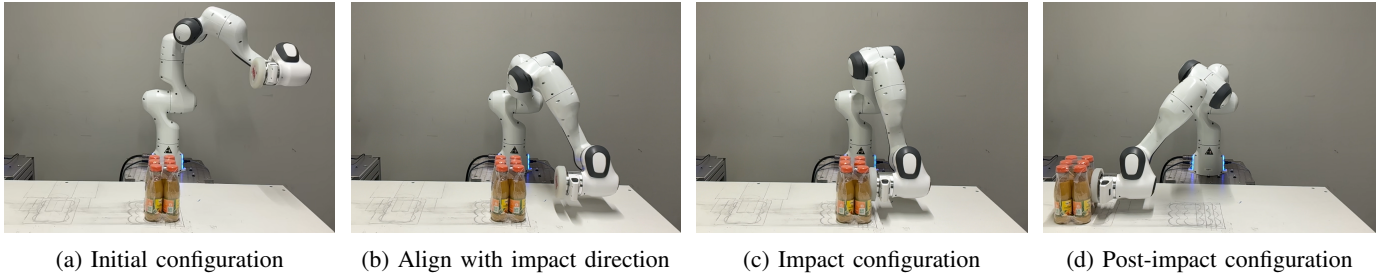 (a) Initial configuration
(b) Align with impact direction
(c) Impact configuration
(d) Post-impact configuration